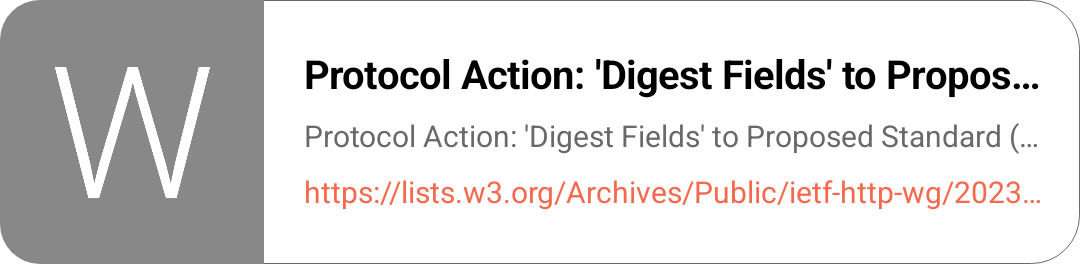 W
Protocol Action: 'Digest Fields' to Propos...
Protocol Action: 'Digest Fields' to Proposed Standard (...
https://lists.w3.org/Archives/Public/ietf-http-wg/2023...